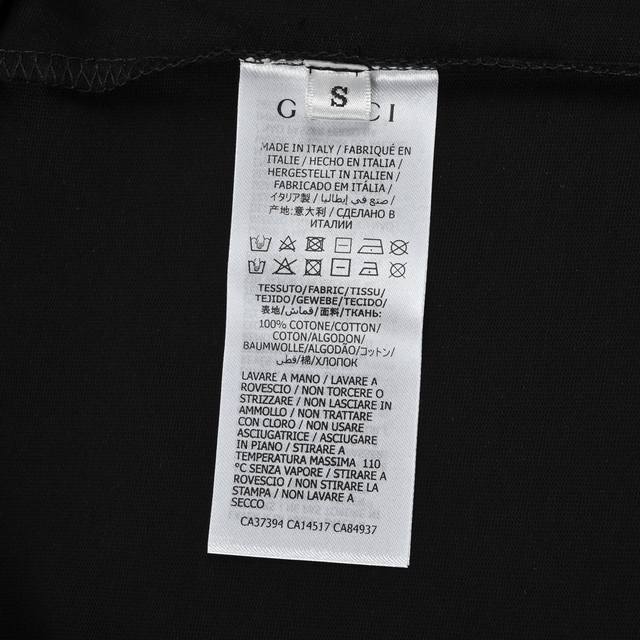 S
G CI
MADE IN ITALY / FABRIQUÉ EN
ITALIE / HECHO EN ITALIA /
HERGESTELLT IN ITALIEN /
FABRICADO EM ITÁLIA /
イタリア製 / صنع في إيطاليا /
产地:意大利 / СДЕЛАНО В
ИТАЛИИ
TESSUTO/FABRIC/TISSU/
TEJIDO/GEWEBE/TECIDO/
表地/قماش/面料/ТКАНЬ:
100% COTONE/COTTON/
COTON/ALGODON/
BAUMWOLLE/ALGODÃO/コットン/
قطن/棉/ХЛОПОК
LAVARE A MANO / LAVARE A
ROVESCIO / NON TORCERE O
STRIZZARE / NON LASCIARE IN
AMMOLLO / NON TRATTARE
CON CLORO / NON USARE
ASCIUGATRICE / ASCIUGARE
IN PIANO / STIRARE A
TEMPERATURA MASSIMA 110
°C SENZA VAPORE / STIRARE A
ROVESCIO / NON STIRARE LA
STAMPA / NON LAVARE A
SECCO
CA37394 CA14517 CA84937